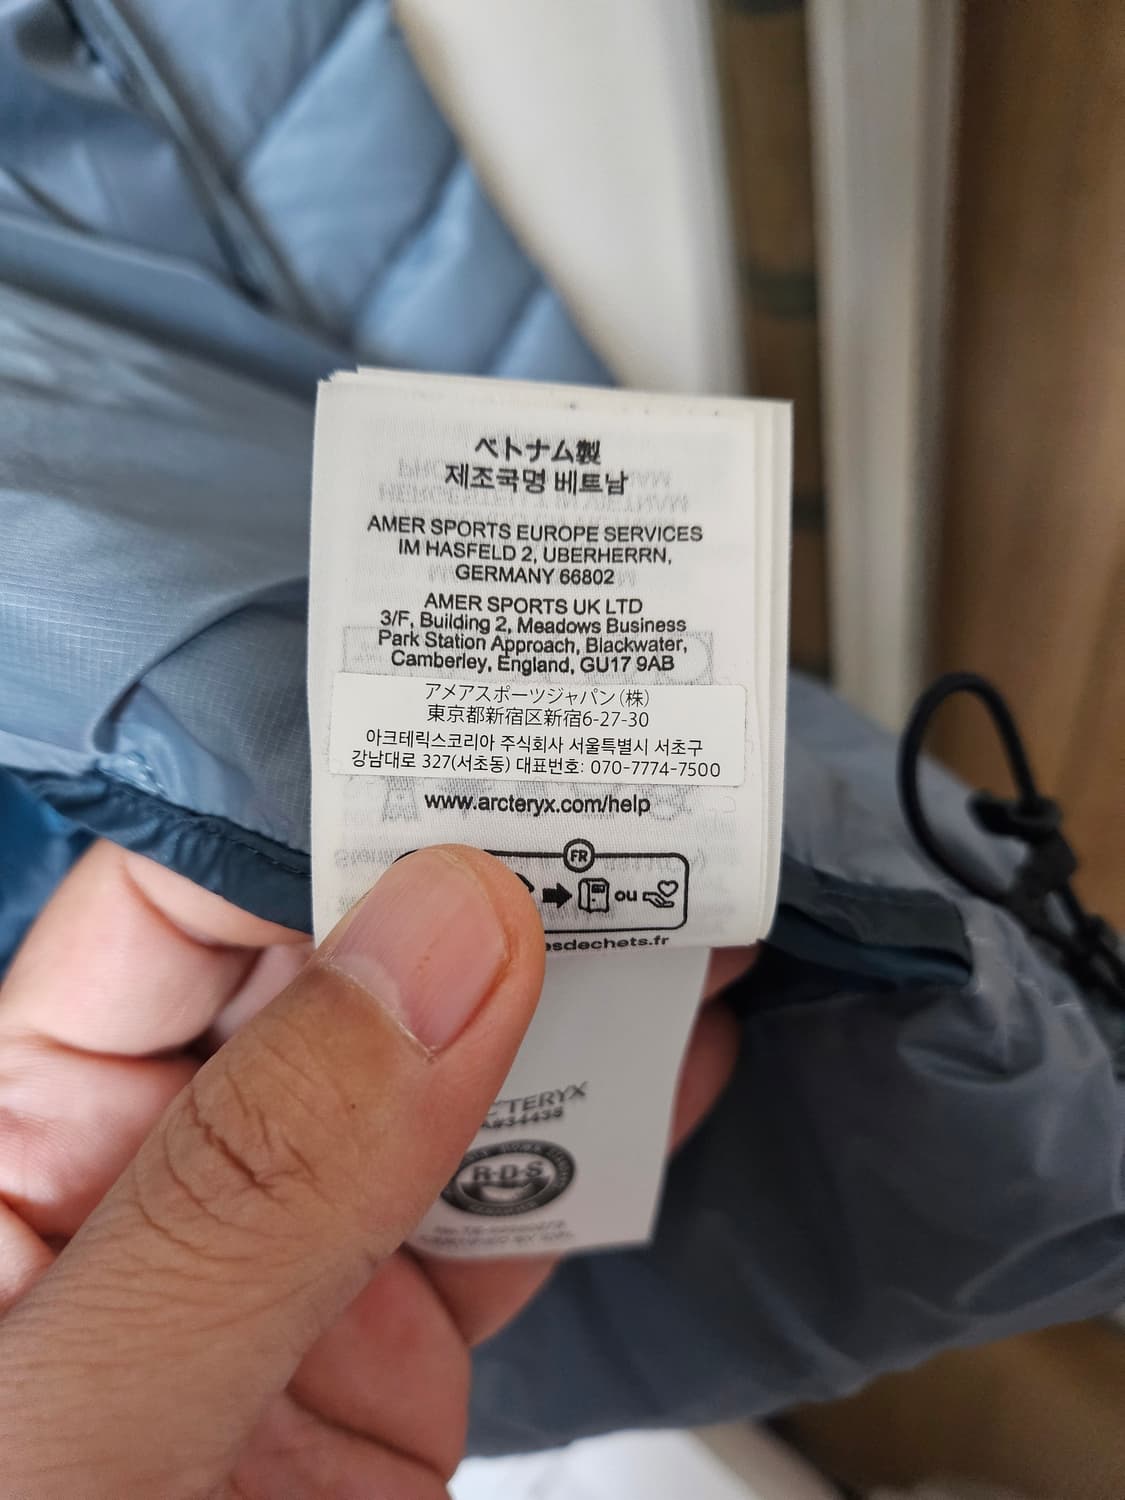 ベトナム製
제조국명 베트남
AMER SPORTS EUROPE SERVICES
IM HASFELD 2, UBERHERRN,
GERMANY 66802
AMER SPORTS UK LTD
3/F, Building 2, Meadows Business
Park Station Approach, Blackwater,
Camberley, England, GU17 9AB
アメアスポーツジャパン(株)
東京都新宿区新宿6-27-30
아크테릭스코리아 주식회사 서울특별시 서초구
강남대로 327(서초동) 대표번호: 070-7774-7500
www.arcteryx.com/help
FR
ou
esdechets.fr
C'TERYX
R·D·S